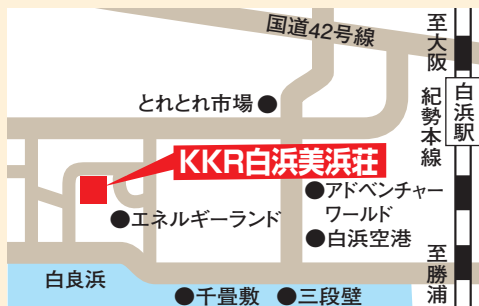 国道42号線
至大阪
白浜駅
紀勢本線
とれとれ市場
KKR白浜美浜荘
アドベンチャー
ワールド
エネルギーランド
白浜空港
至勝浦
白良浜
千畳敷
三段壁